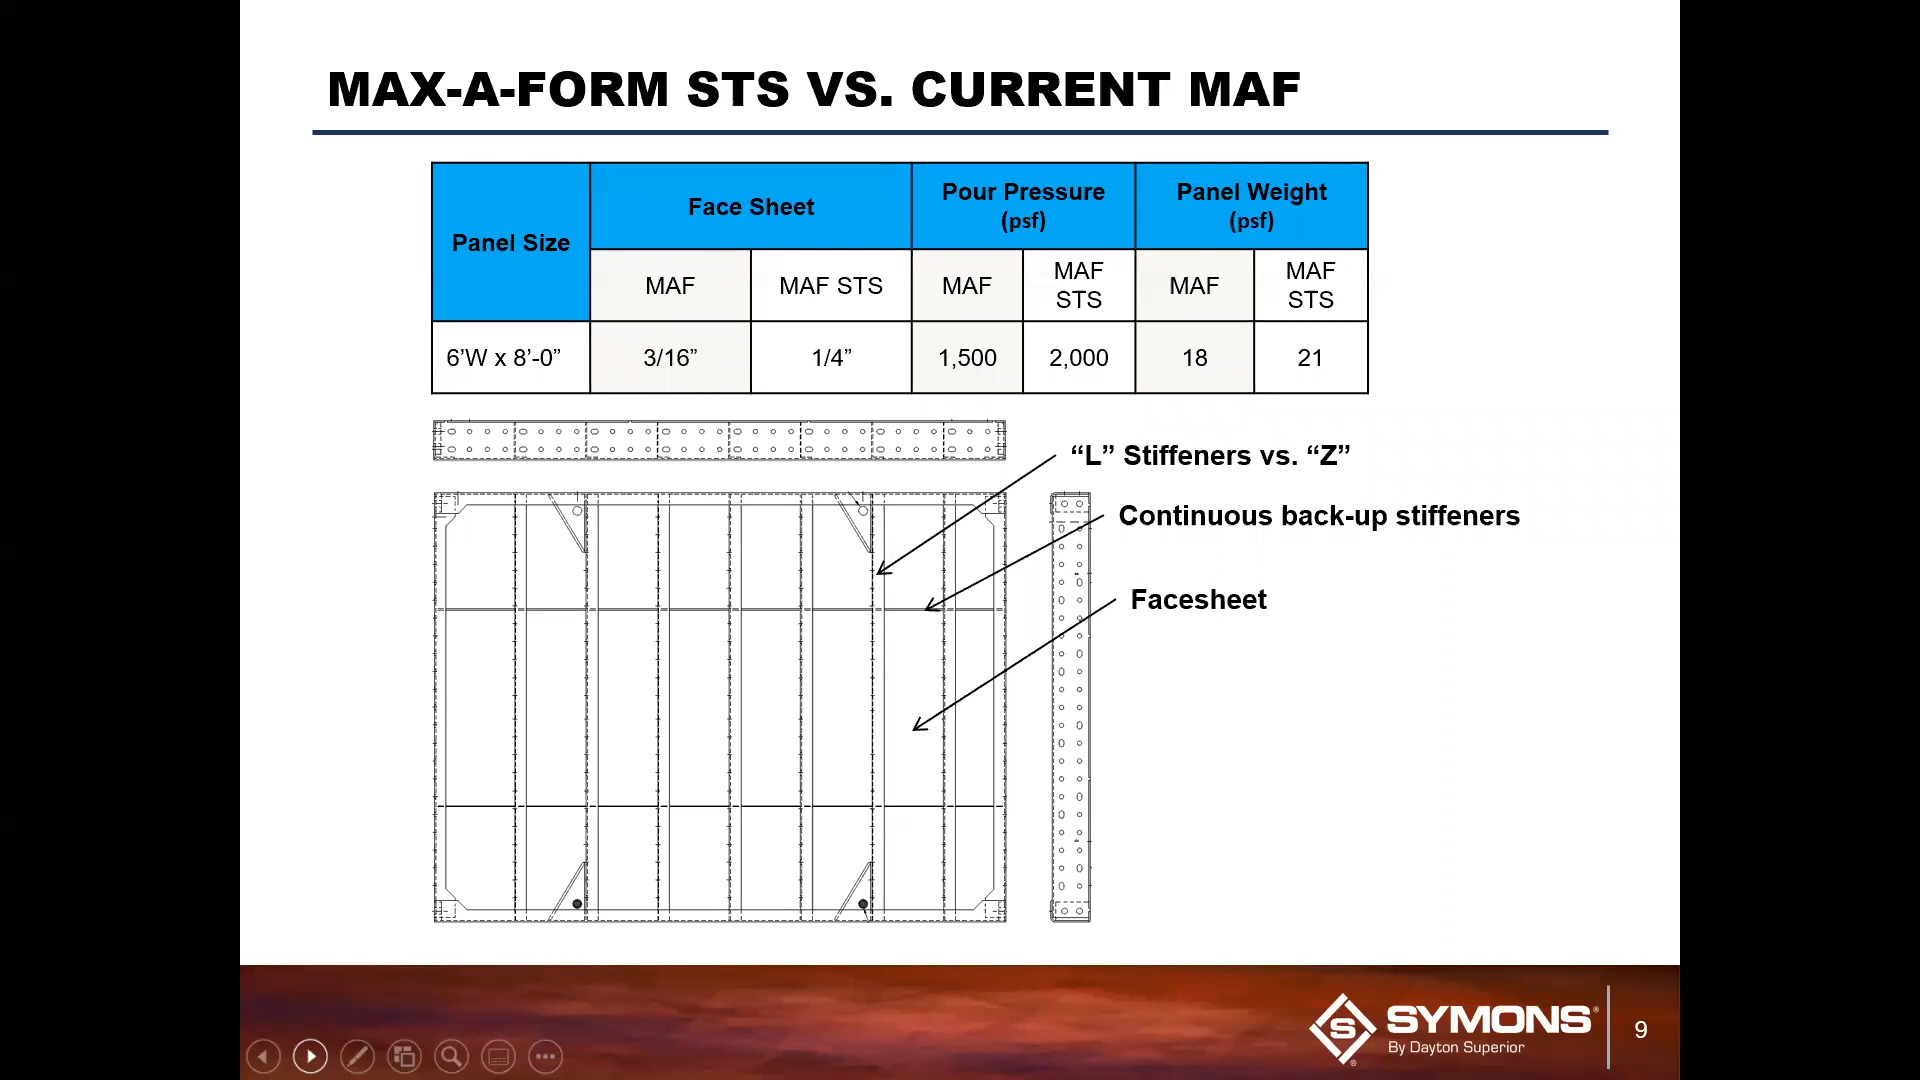 MAX-A-FORM STS VS. CURRENT MAF
Panel Size
Face Sheet
Pour Pressure
(psf)
Panel Weight
(psf)
MAF
MAF STS
MAF
MAF
STS
MAF
MAF
STS
6’W x 8’-0”
3/16”
1/4”
1,500
2,000
18
21
“L” Stiffeners vs. “Z”
Continuous back-up stiffeners
Facesheet
S
SYMONS®
By Dayton Superior
®
9